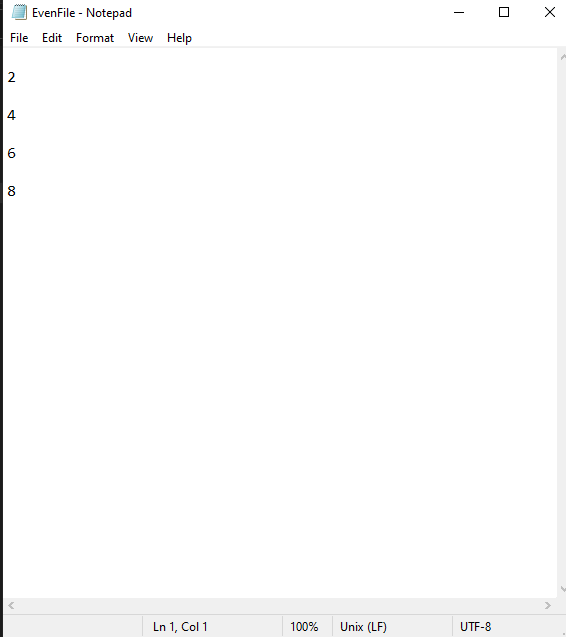 EvenFile - Notepad
File Edit Format View Help
2
4
6
8
Ln 1, Col 1 100% Unix (LF) UTF-8